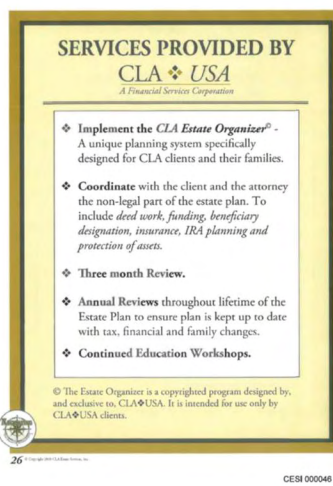 SERVICES PROVIDED BY
CLA ❖ USA
A Financial Services Corporation
❖ Implement the CLA Estate Organizer© -
A unique planning system specifically
designed for CLA clients and their families.
❖ Coordinate with the client and the attorney
the non-legal part of the estate plan. To
include deed work, funding, beneficiary
designation, insurance, IRA planning and
protection of assets.
❖ Three month Review.
❖ Annual Reviews throughout lifetime of the
Estate Plan to ensure plan is kept up to date
with tax, financial and family changes.
❖ Continued Education Workshops.
© The Estate Organizer is a copyrighted program designed by,
and exclusive to, CLA❖USA. It is intended for use only by
CLA❖USA clients.
26
CESI 000046